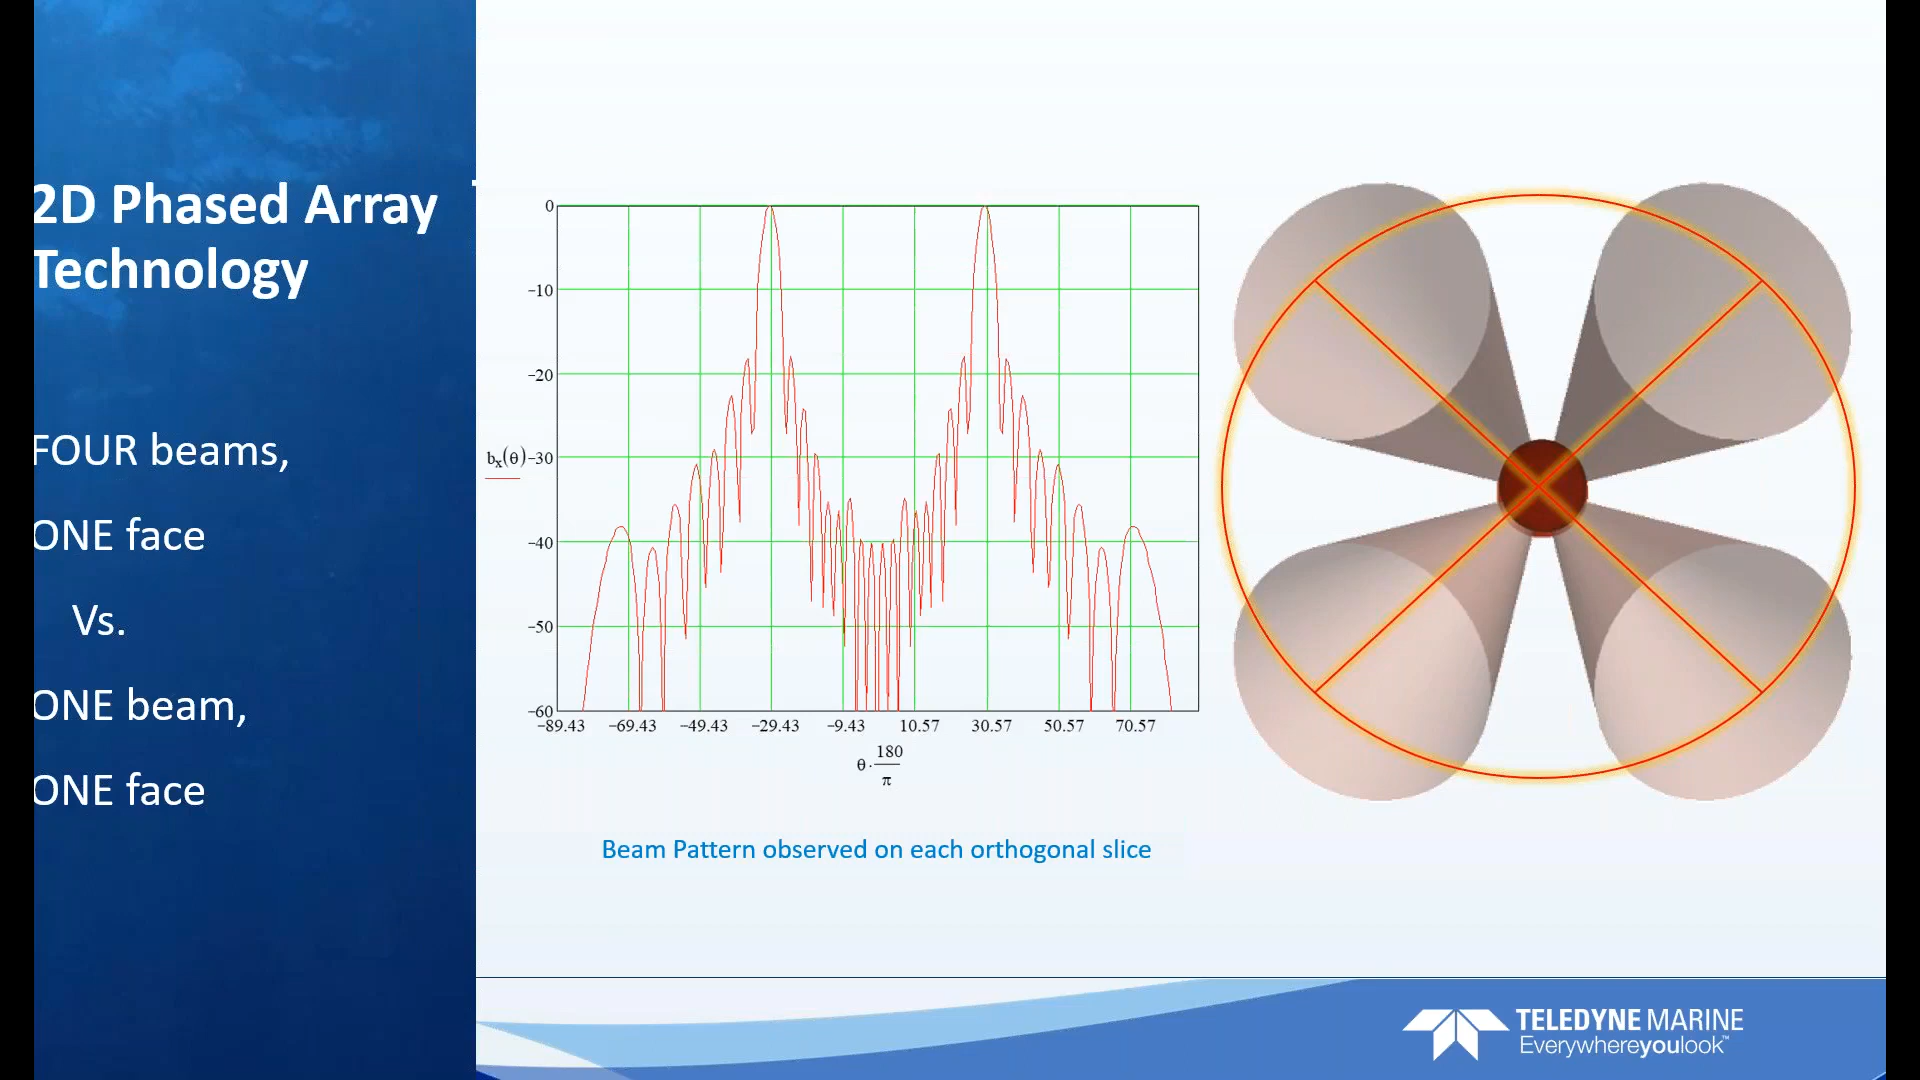 2D Phased Array
Technology
FOUR beams,
ONE face
Vs.
ONE beam,
ONE face
0
−10
−20
bx(θ) −30
−40
−50
−60
−89.43 −69.43 −49.43 −29.43 −9.43 10.57 30.57 50.57 70.57
θ· 180
π
Beam Pattern observed on each orthogonal slice
TELEDYNE MARINE
Everywhereyoulook™